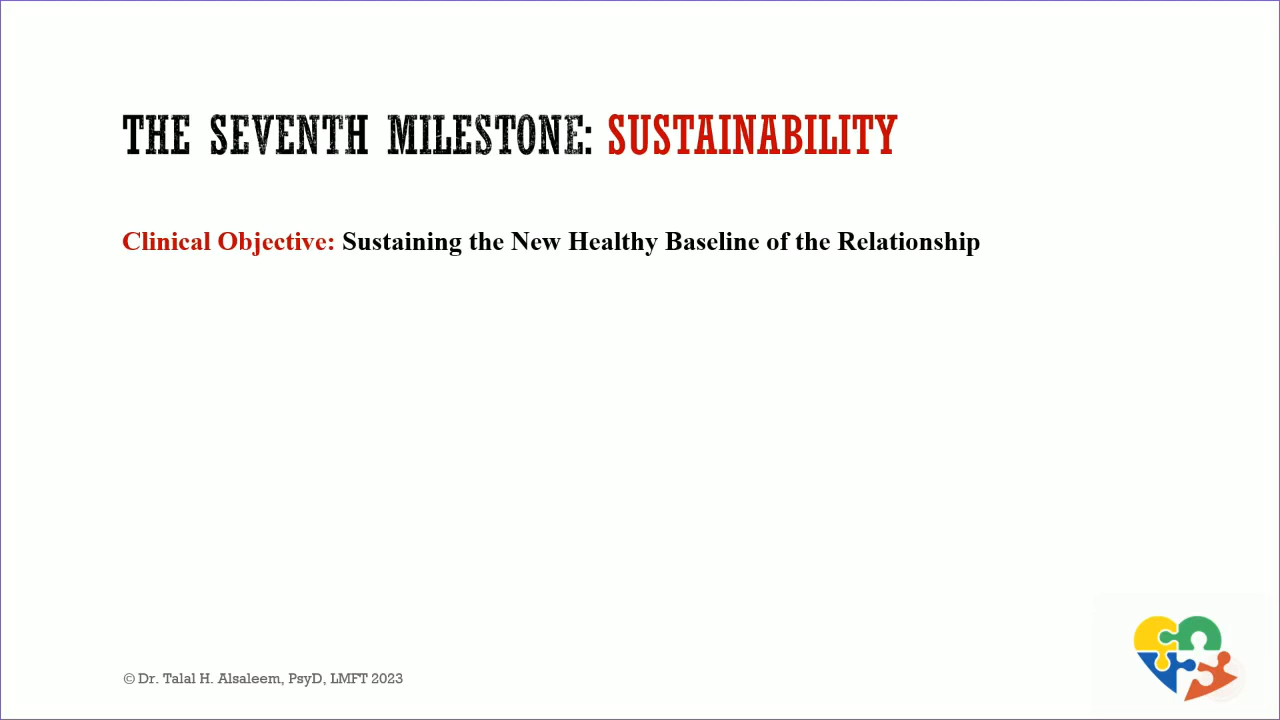 THE SEVENTH MILESTONE: SUSTAINABILITY
Clinical Objective: Sustaining the New Healthy Baseline of the Relationship
© Dr. Talal H. Alsaleem, PsyD, LMFT 2023